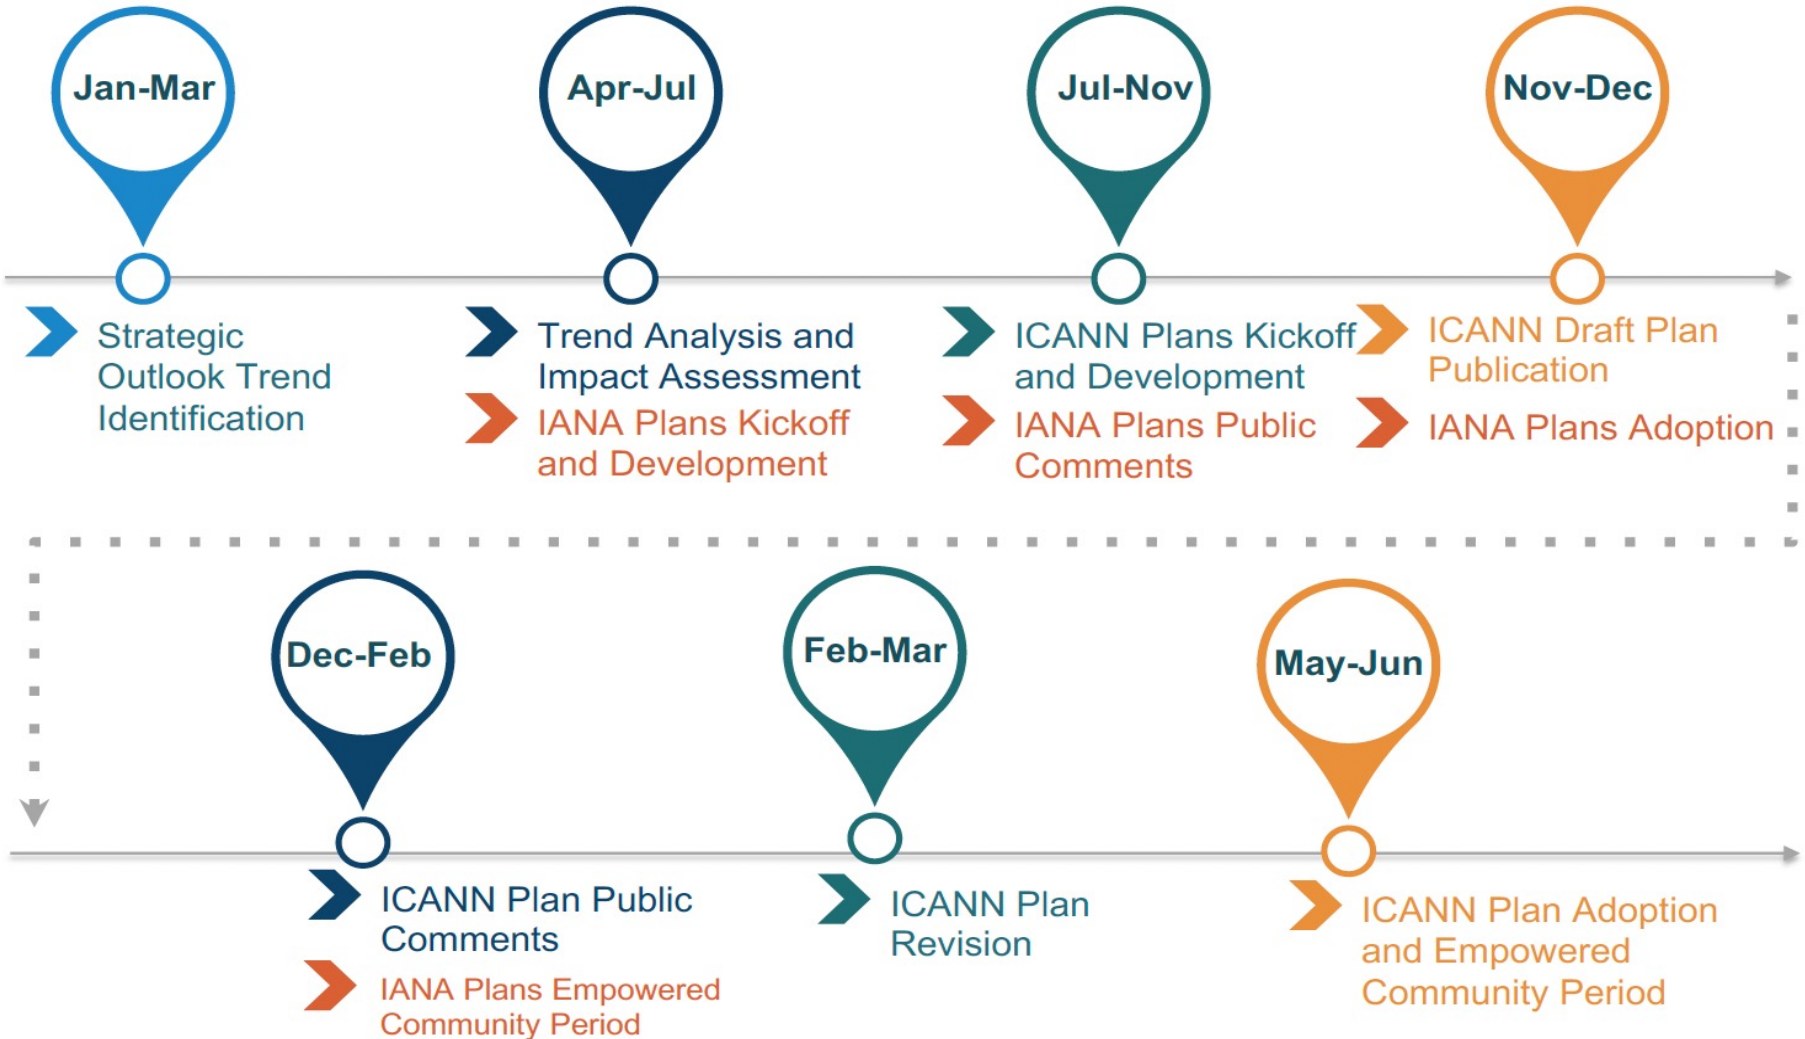 Jan-Mar
Apr-Jul
Jul-Nov
Nov-Dec
Strategic
Outlook Trend
Identification
Trend Analysis and
Impact Assessment
IANA Plans Kickoff
and Development
ICANN Plans Kickoff
and Development
IANA Plans Public
Comments
ICANN Draft Plan
Publication
IANA Plans Adoption
Dec-Feb
Feb-Mar
May-Jun
ICANN Plan Public
Comments
IANA Plans Empowered
Community Period
ICANN Plan
Revision
ICANN Plan Adoption
and Empowered
Community Period